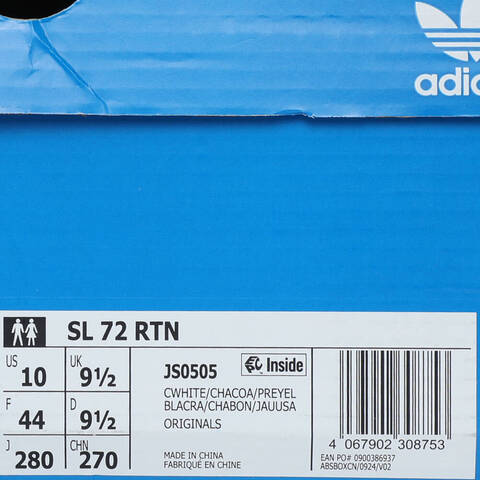 adidas
SL 72 RTN
US 10 UK 9½
F 44 D 9½
J 280 CHN 270
JS0505 Inside
CWHITE/CHACOA/PREYEL
BLACRA/CHABON/JAUUSA
ORIGINALS
MADE IN CHINA
FABRIQUÉ EN CHINE
4 067902 308753
EAN PO# 0900386937
ABSBOXCN/0924/V02